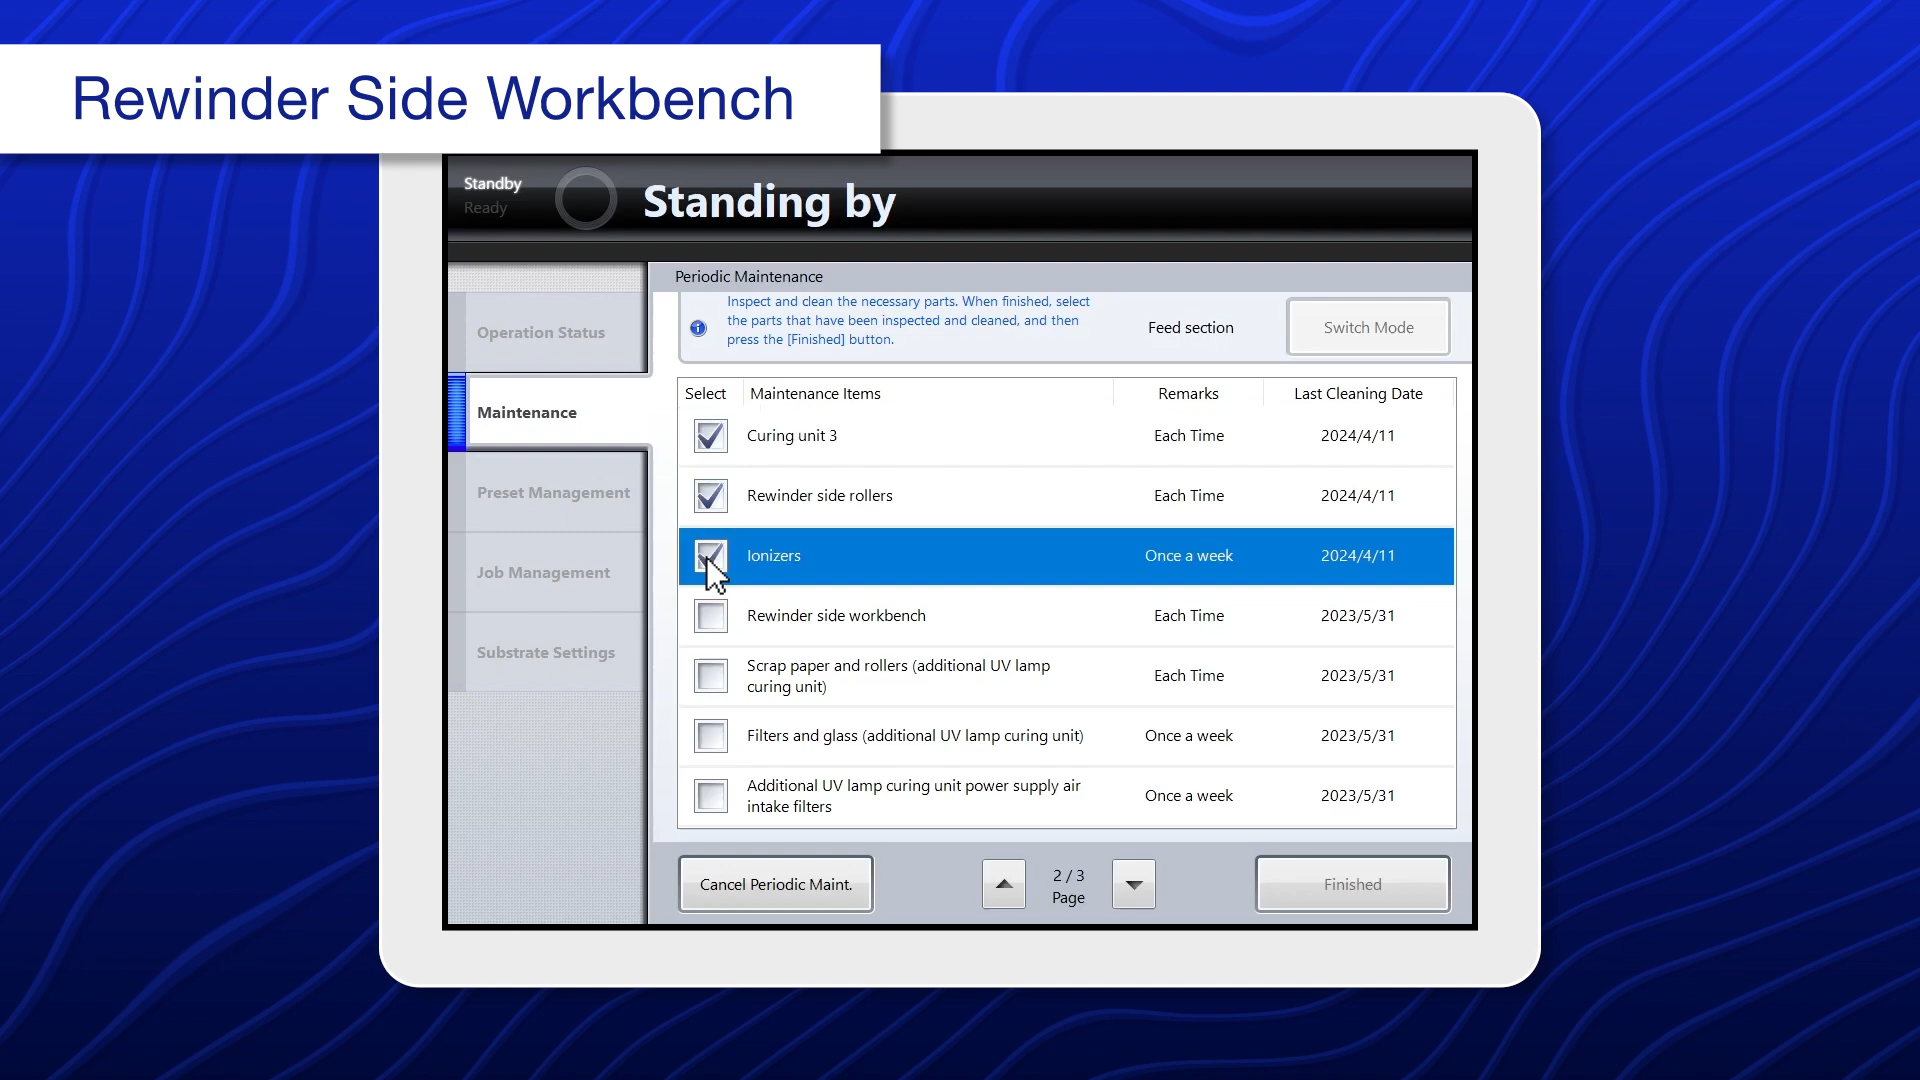 Rewinder Side Workbench
Standby
Ready
Standing by
Operation Status
Maintenance
Preset Management
Job Management
Substrate Settings
Periodic Maintenance
Inspect and clean the necessary parts. When finished, select
the parts that have been inspected and cleaned, and then
press the [Finished] button.
Feed section
Switch Mode
Select Maintenance Items Remarks Last Cleaning Date
Curing unit 3 Each Time 2024/4/11
Rewinder side rollers Each Time 2024/4/11
Ionizers Once a week 2024/4/11
Rewinder side workbench Each Time 2023/5/31
Scrap paper and rollers (additional UV lamp
curing unit) Each Time 2023/5/31
Filters and glass (additional UV lamp curing unit) Once a week 2023/5/31
Additional UV lamp curing unit power supply air
intake filters Once a week 2023/5/31
Cancel Periodic Maint.
2 / 3
Page
Finished